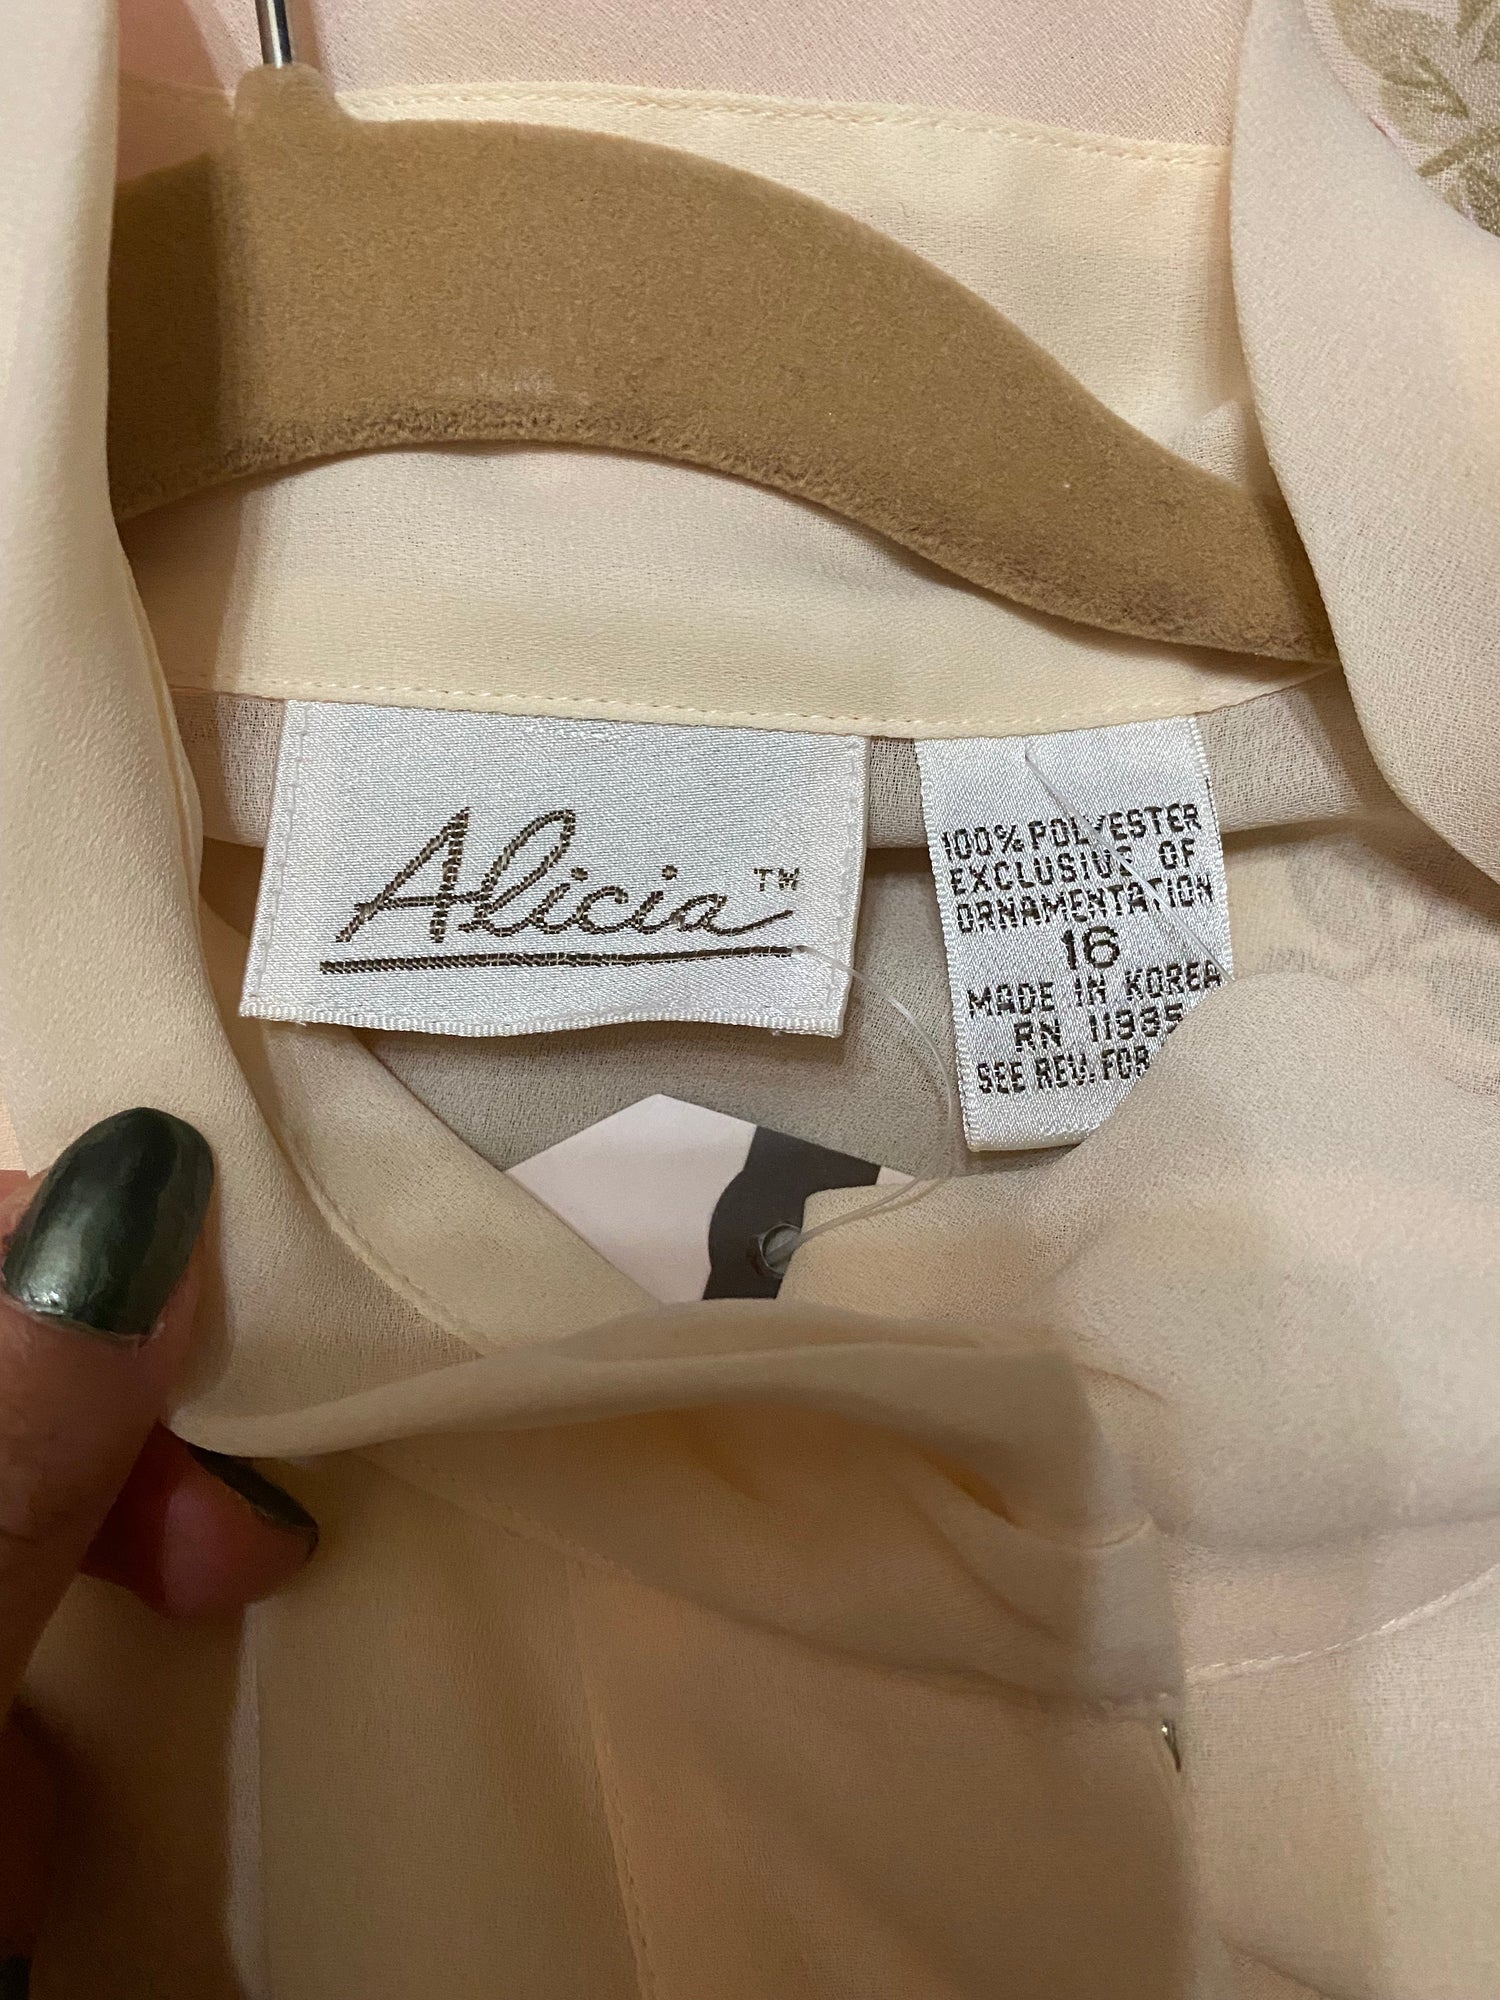 Alicia™
100% POLYESTER
EXCLUSIVE OF
ORNAMENTATION
16
MADE IN KOREA
RN 11935
SEE REV. FOR